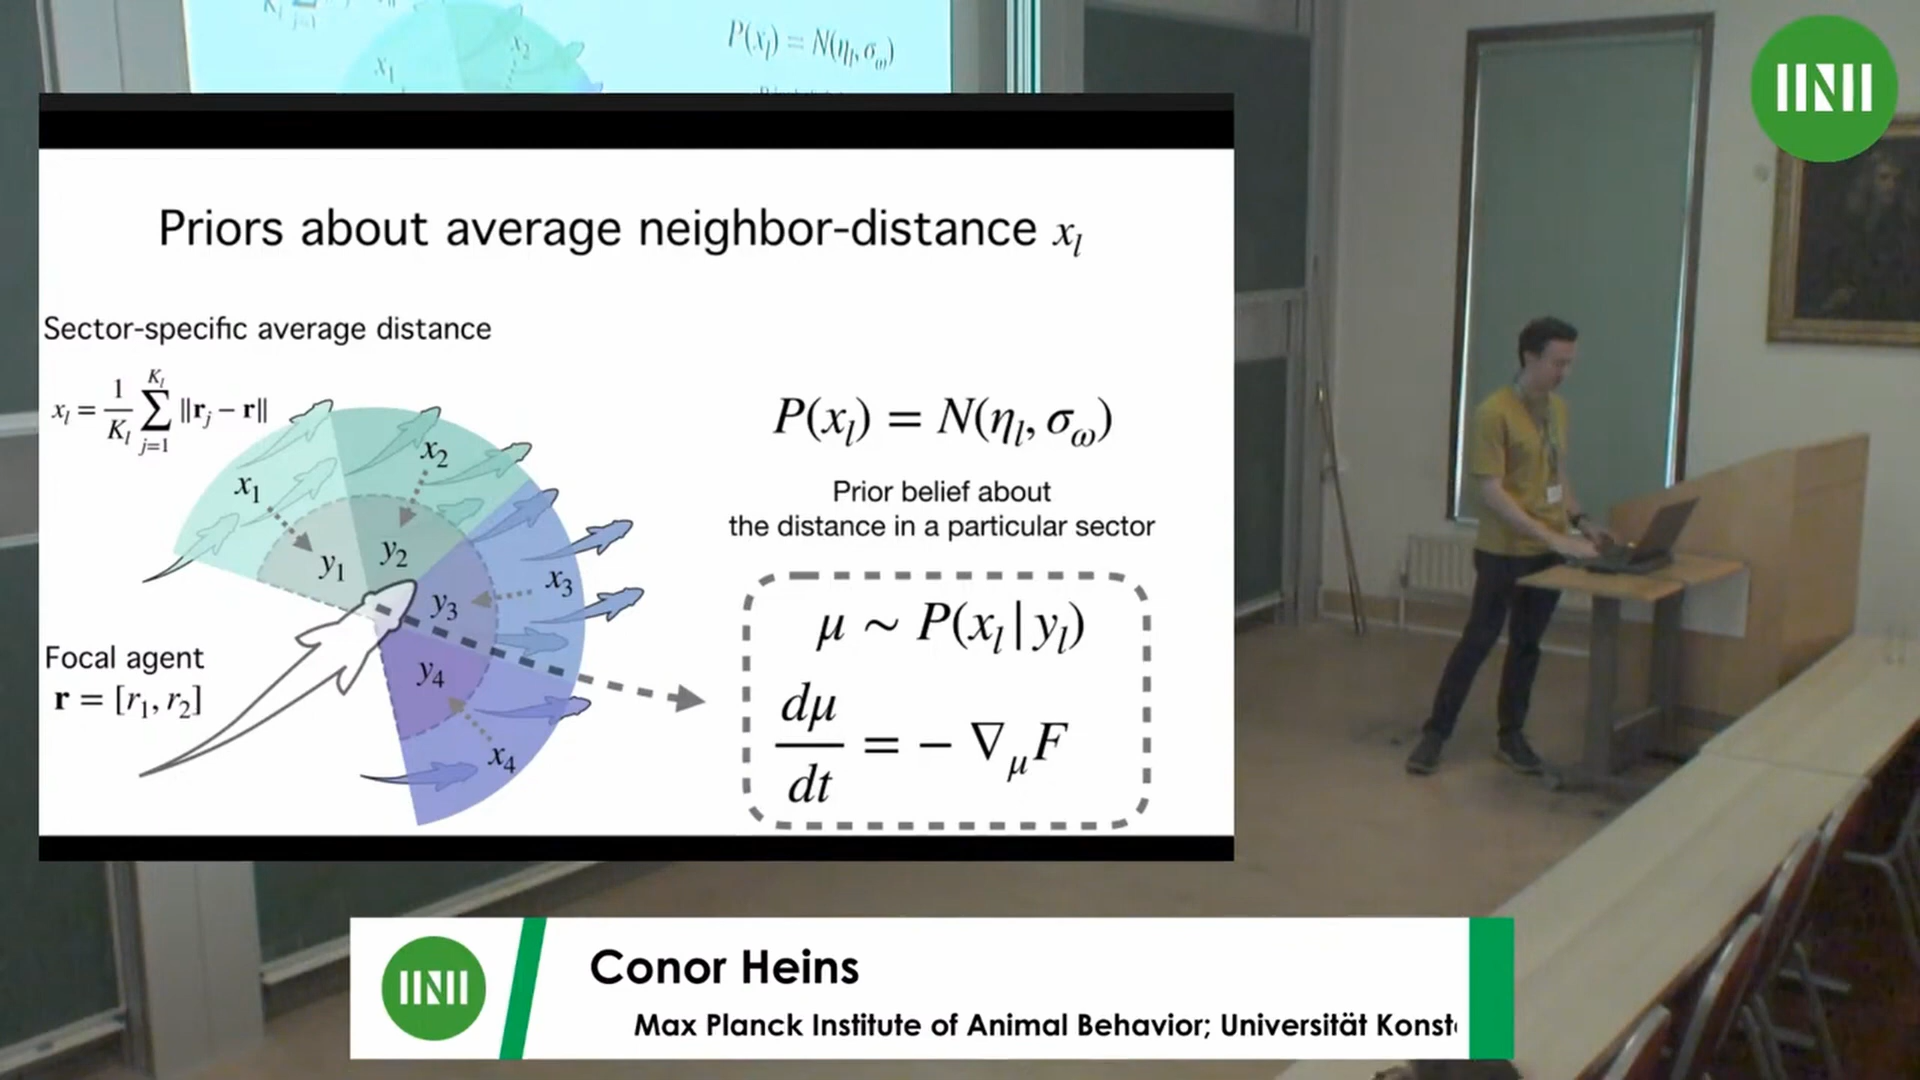 P(x_l) = N(η_l, σ_ω)
x_2
x_1
Priors about average neighbor-distance x_l
Sector-specific average distance
x_l = 1/K_l ∑_{j=1}^{K_l} ||r_j − r||
P(x_l) = N(η_l, σ_ω)
Prior belief about
the distance in a particular sector
x_1
x_2
y_1
y_2
x_3
y_3
y_4
x_4
Focal agent
r = [r_1, r_2]
μ ~ P(x_l | y_l)
dμ/dt = − ∇_μ F
Conor Heins
Max Planck Institute of Animal Behavior; Universität Konst